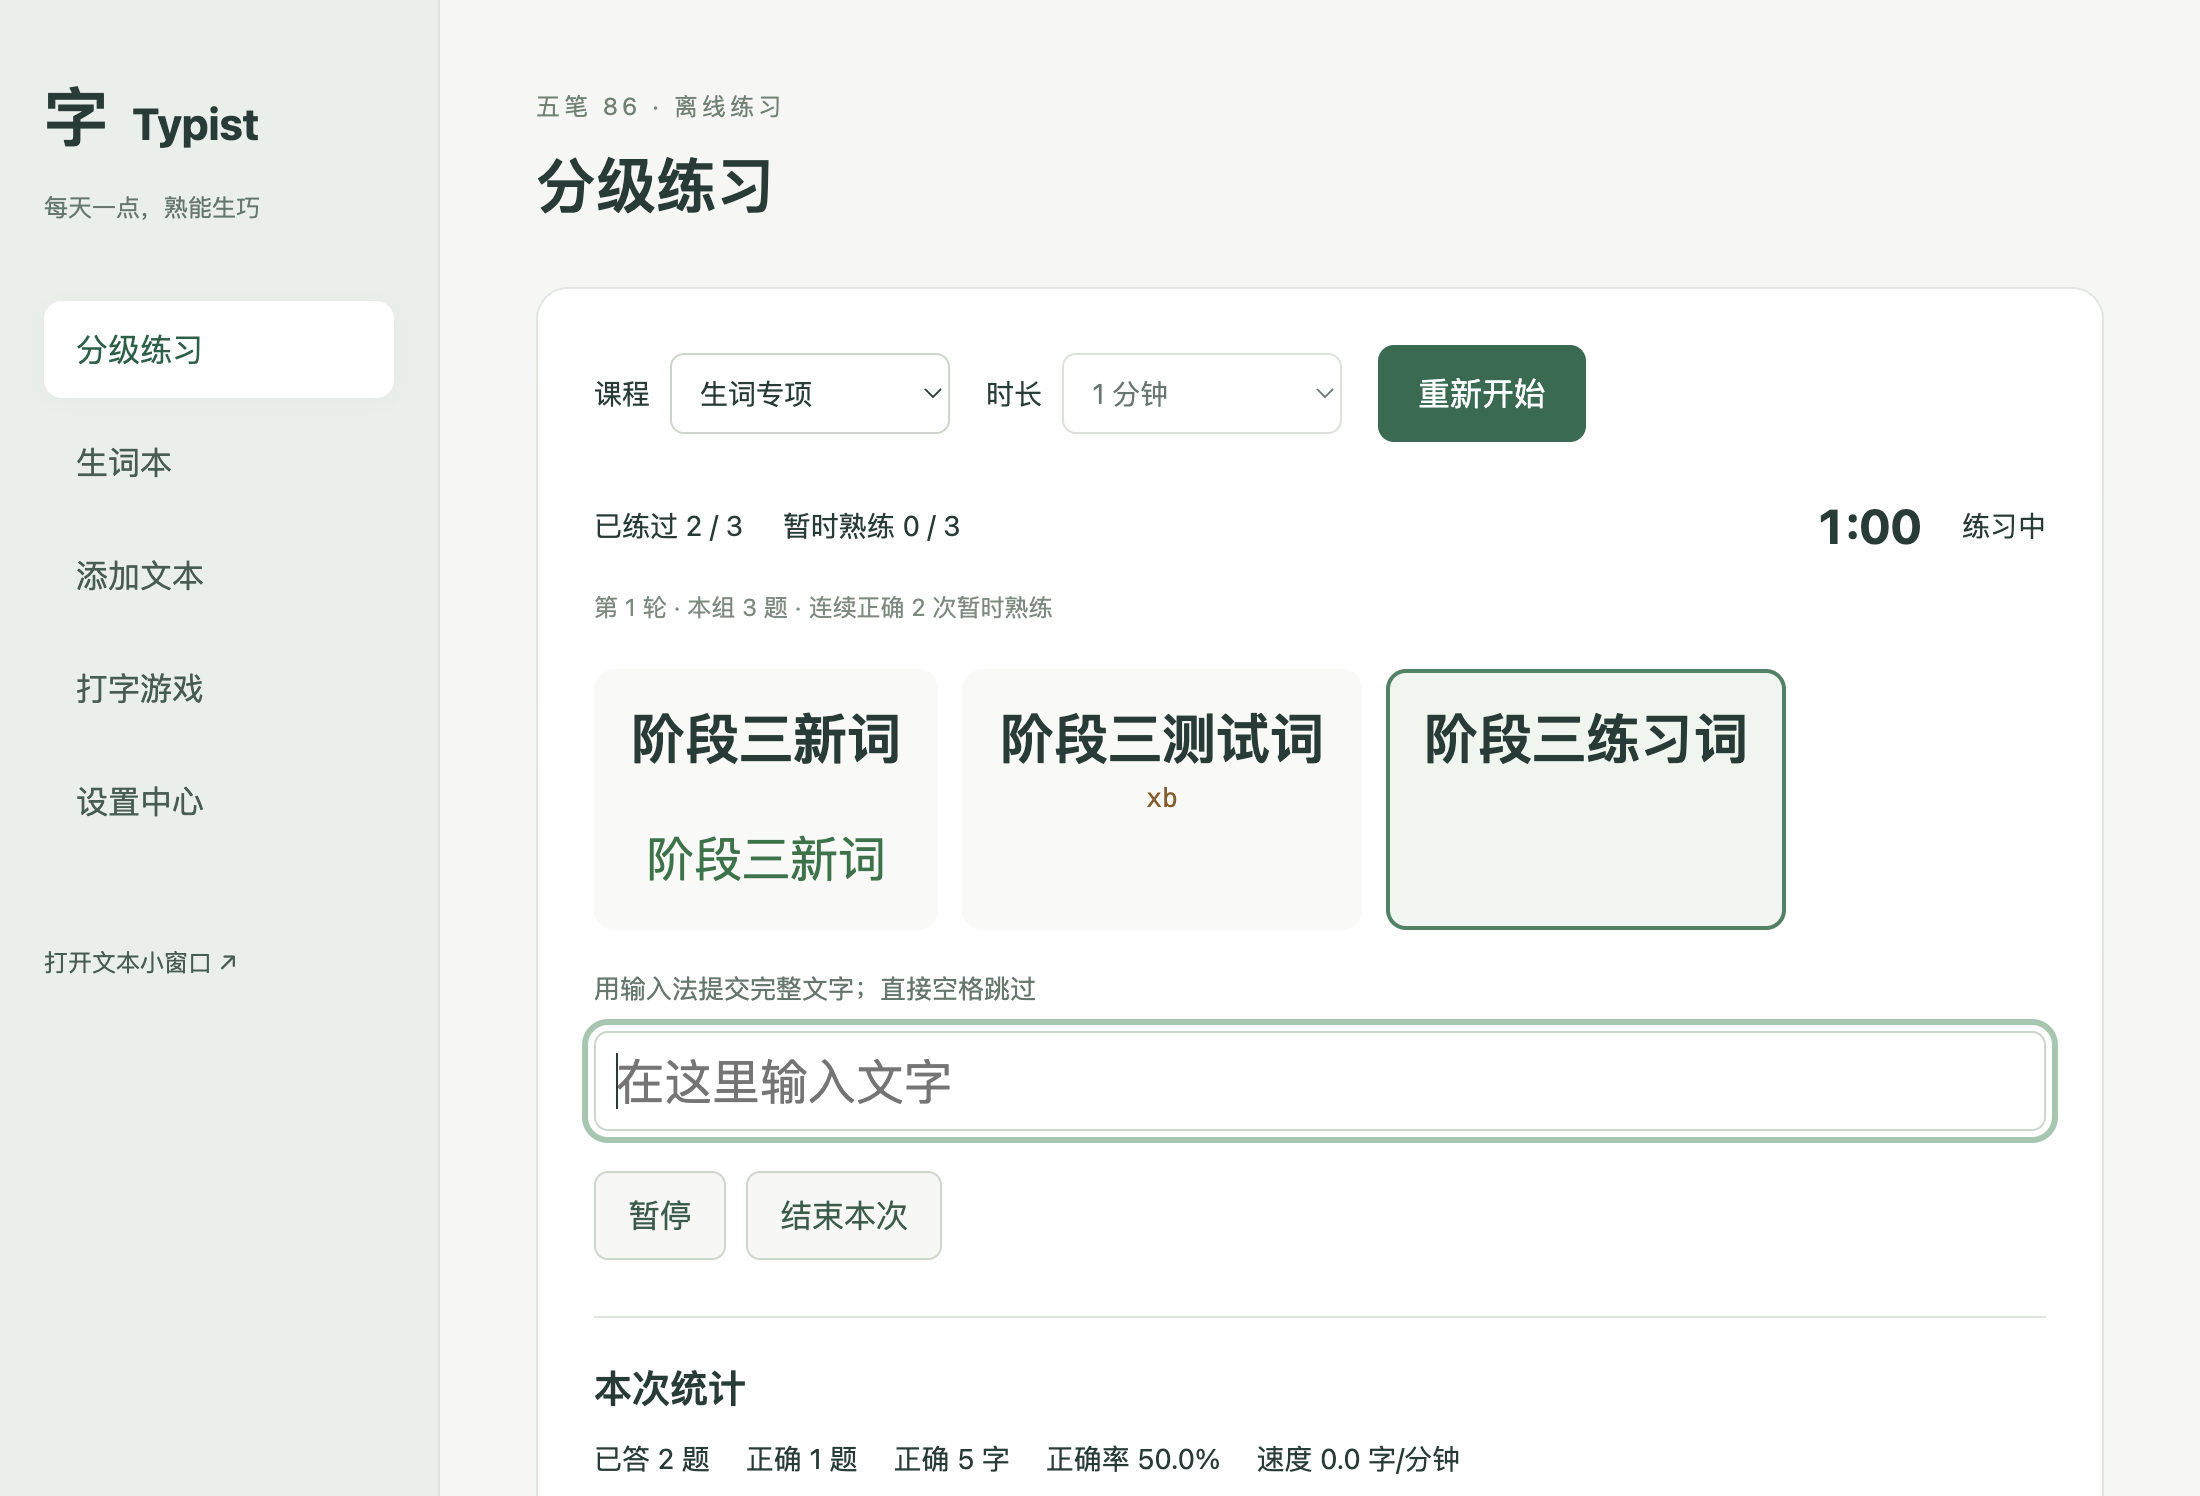 字 Typist
每天一点，熟能生巧
分级练习
生词本
添加文本
打字游戏
设置中心
打开文本小窗口 ↗
五笔 86 · 离线练习
分级练习
课程 生词专项 时长 1 分钟 重新开始
已练过 2 / 3 暂时熟练 0 / 3 1:00 练习中
第 1 轮 · 本组 3 题 · 连续正确 2 次暂时熟练
阶段三新词 阶段三测试词 阶段三练习词
xb
阶段三新词
用输入法提交完整文字；直接空格跳过
在这里输入文字
暂停 结束本次
本次统计
已答 2 题 正确 1 题 正确 5 字 正确率 50.0% 速度 0.0 字/分钟